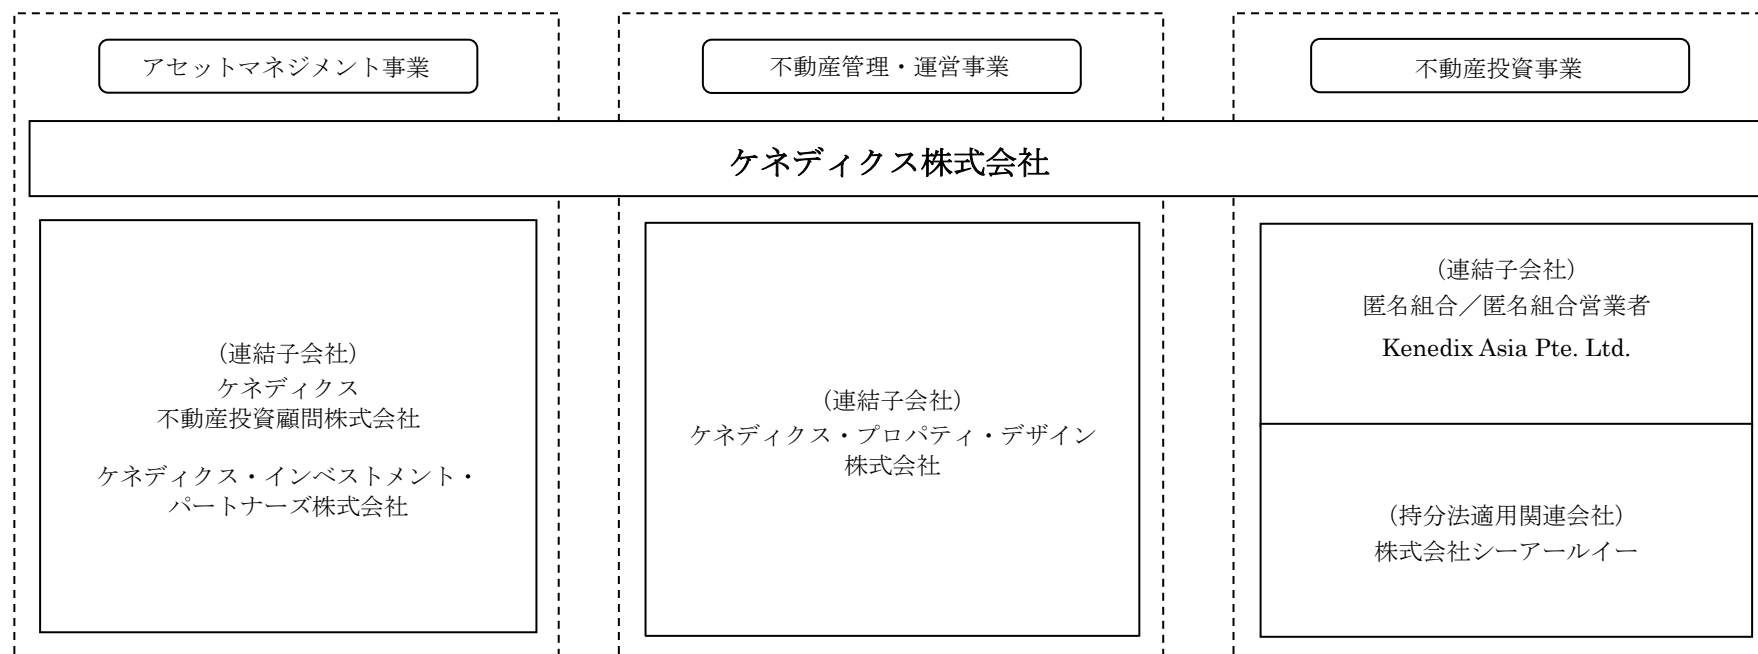 アセットマネジメント事業
不動産管理・運営事業
不動産投資事業
ケネディクス株式会社
(連結子会社)
ケネディクス
不動産投資顧問株式会社
ケネディクス・インベストメント・
パートナーズ株式会社
(連結子会社)
ケネディクス・プロパティ・デザイン
株式会社
(連結子会社)
匿名組合／匿名組合営業者
Kenedix Asia Pte. Ltd.
(持分法適用関連会社)
株式会社シーアールイー